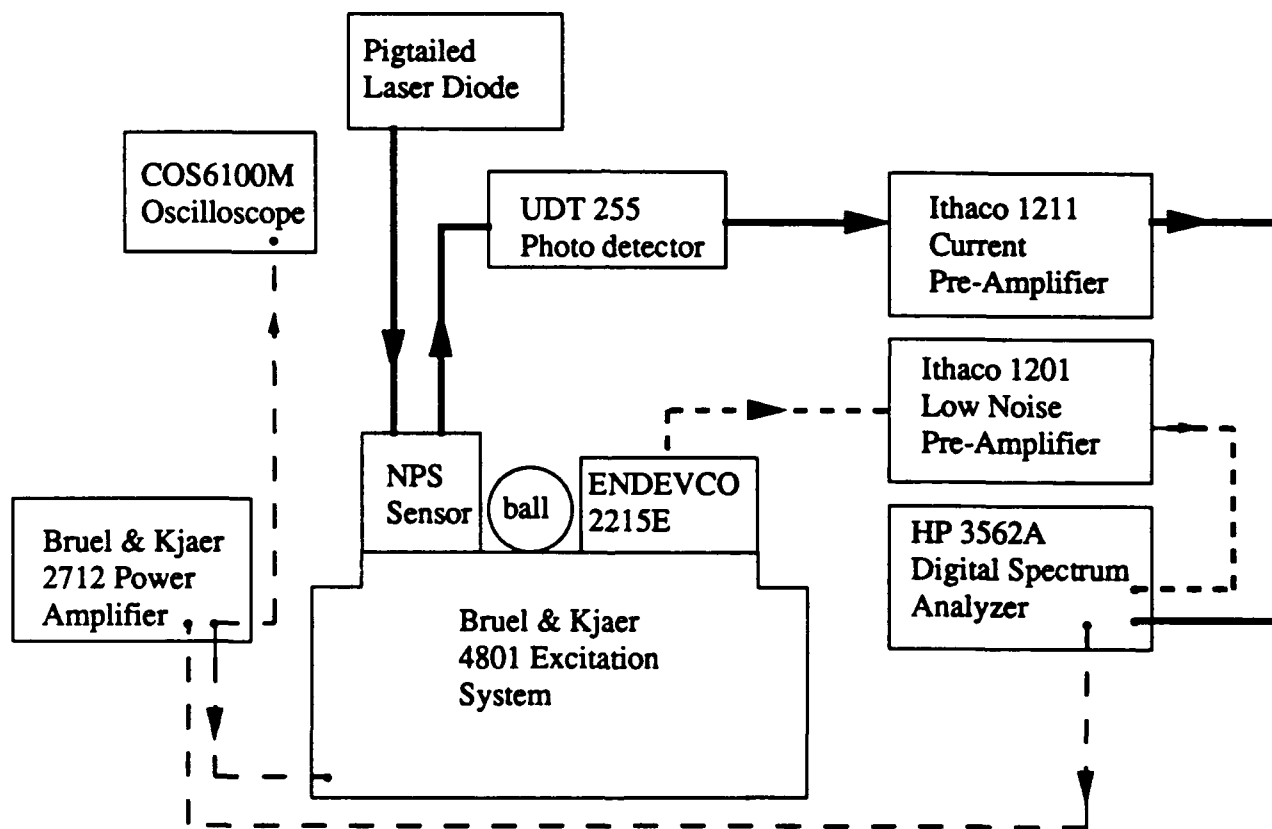 Pigtailed
Laser Diode
COS6100M
Oscilloscope
UDT 255
Photo detector
Ithaco 1211
Current
Pre-Amplifier
Ithaco 1201
Low Noise
Pre-Amplifier
NPS
Sensor
ball
ENDEVCO
2215E
Bruel & Kjaer
2712 Power
Amplifier
HP 3562A
Digital Spectrum
Analyzer
Bruel & Kjaer
4801 Excitation
System